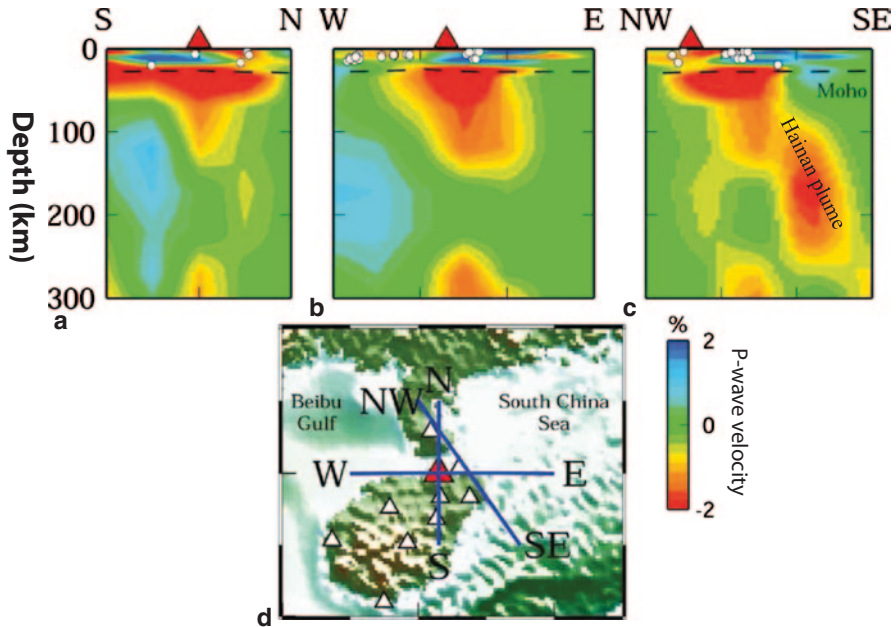 S N W E NW SE
0
100
200
300
Depth (km)
Moho
Hainan plume
a b c
N
NW
Beibu
Gulf
South China
Sea
W E
SE
S
d
%
2
0
-2
P-wave velocity